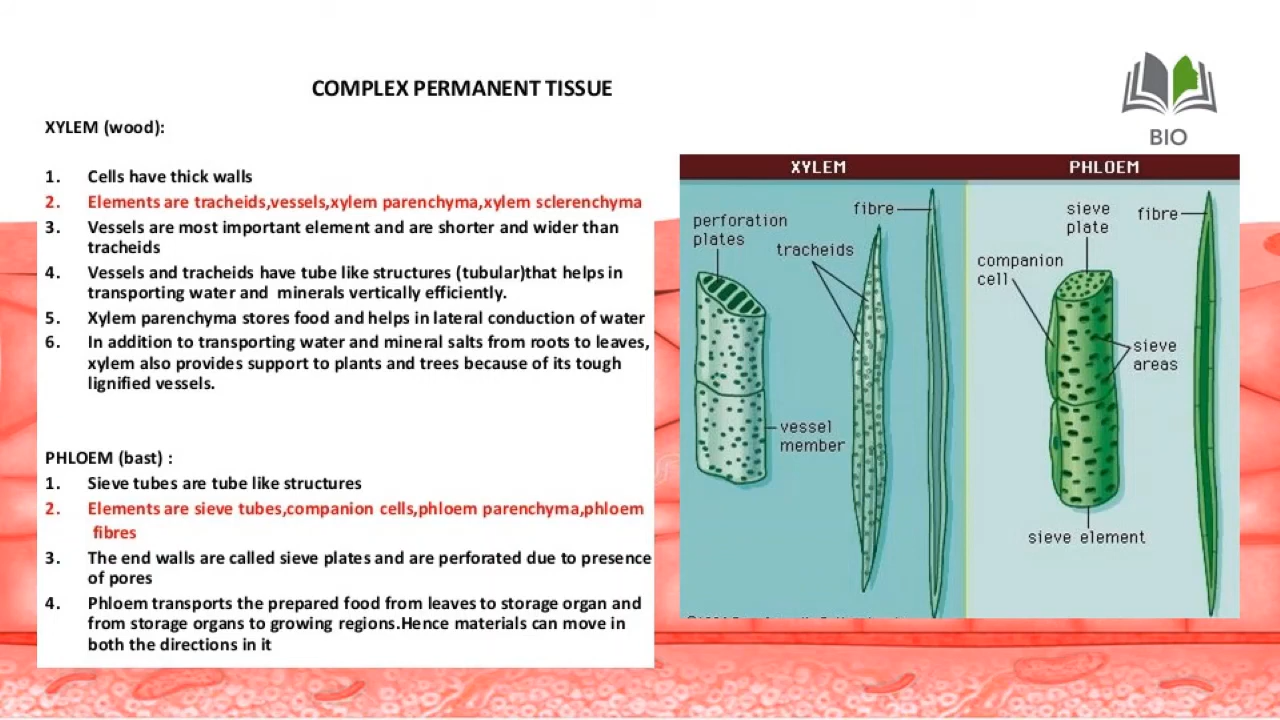 COMPLEX PERMANENT TISSUE
BIO
XYLEM (wood):
1. Cells have thick walls
2. Elements are tracheids,vessels,xylem parenchyma,xylem sclerenchyma
3. Vessels are most important element and are shorter and wider than
tracheids
4. Vessels and tracheids have tube like structures (tubular)that helps in
transporting water and minerals vertically efficiently.
5. Xylem parenchyma stores food and helps in lateral conduction of water
6. In addition to transporting water and mineral salts from roots to leaves,
xylem also provides support to plants and trees because of its tough
lignified vessels.
PHLOEM (bast) :
1. Sieve tubes are tube like structures
2. Elements are sieve tubes,companion cells,phloem parenchyma,phloem
fibres
3. The end walls are called sieve plates and are perforated due to presence
of pores
4. Phloem transports the prepared food from leaves to storage organ and
from storage organs to growing regions.Hence materials can move in
both the directions in it
XYLEM
perforation
plates
tracheids
fibre
vessel
member
PHLOEM
sieve
plate
fibre
companion
cell
sieve
areas
sieve element